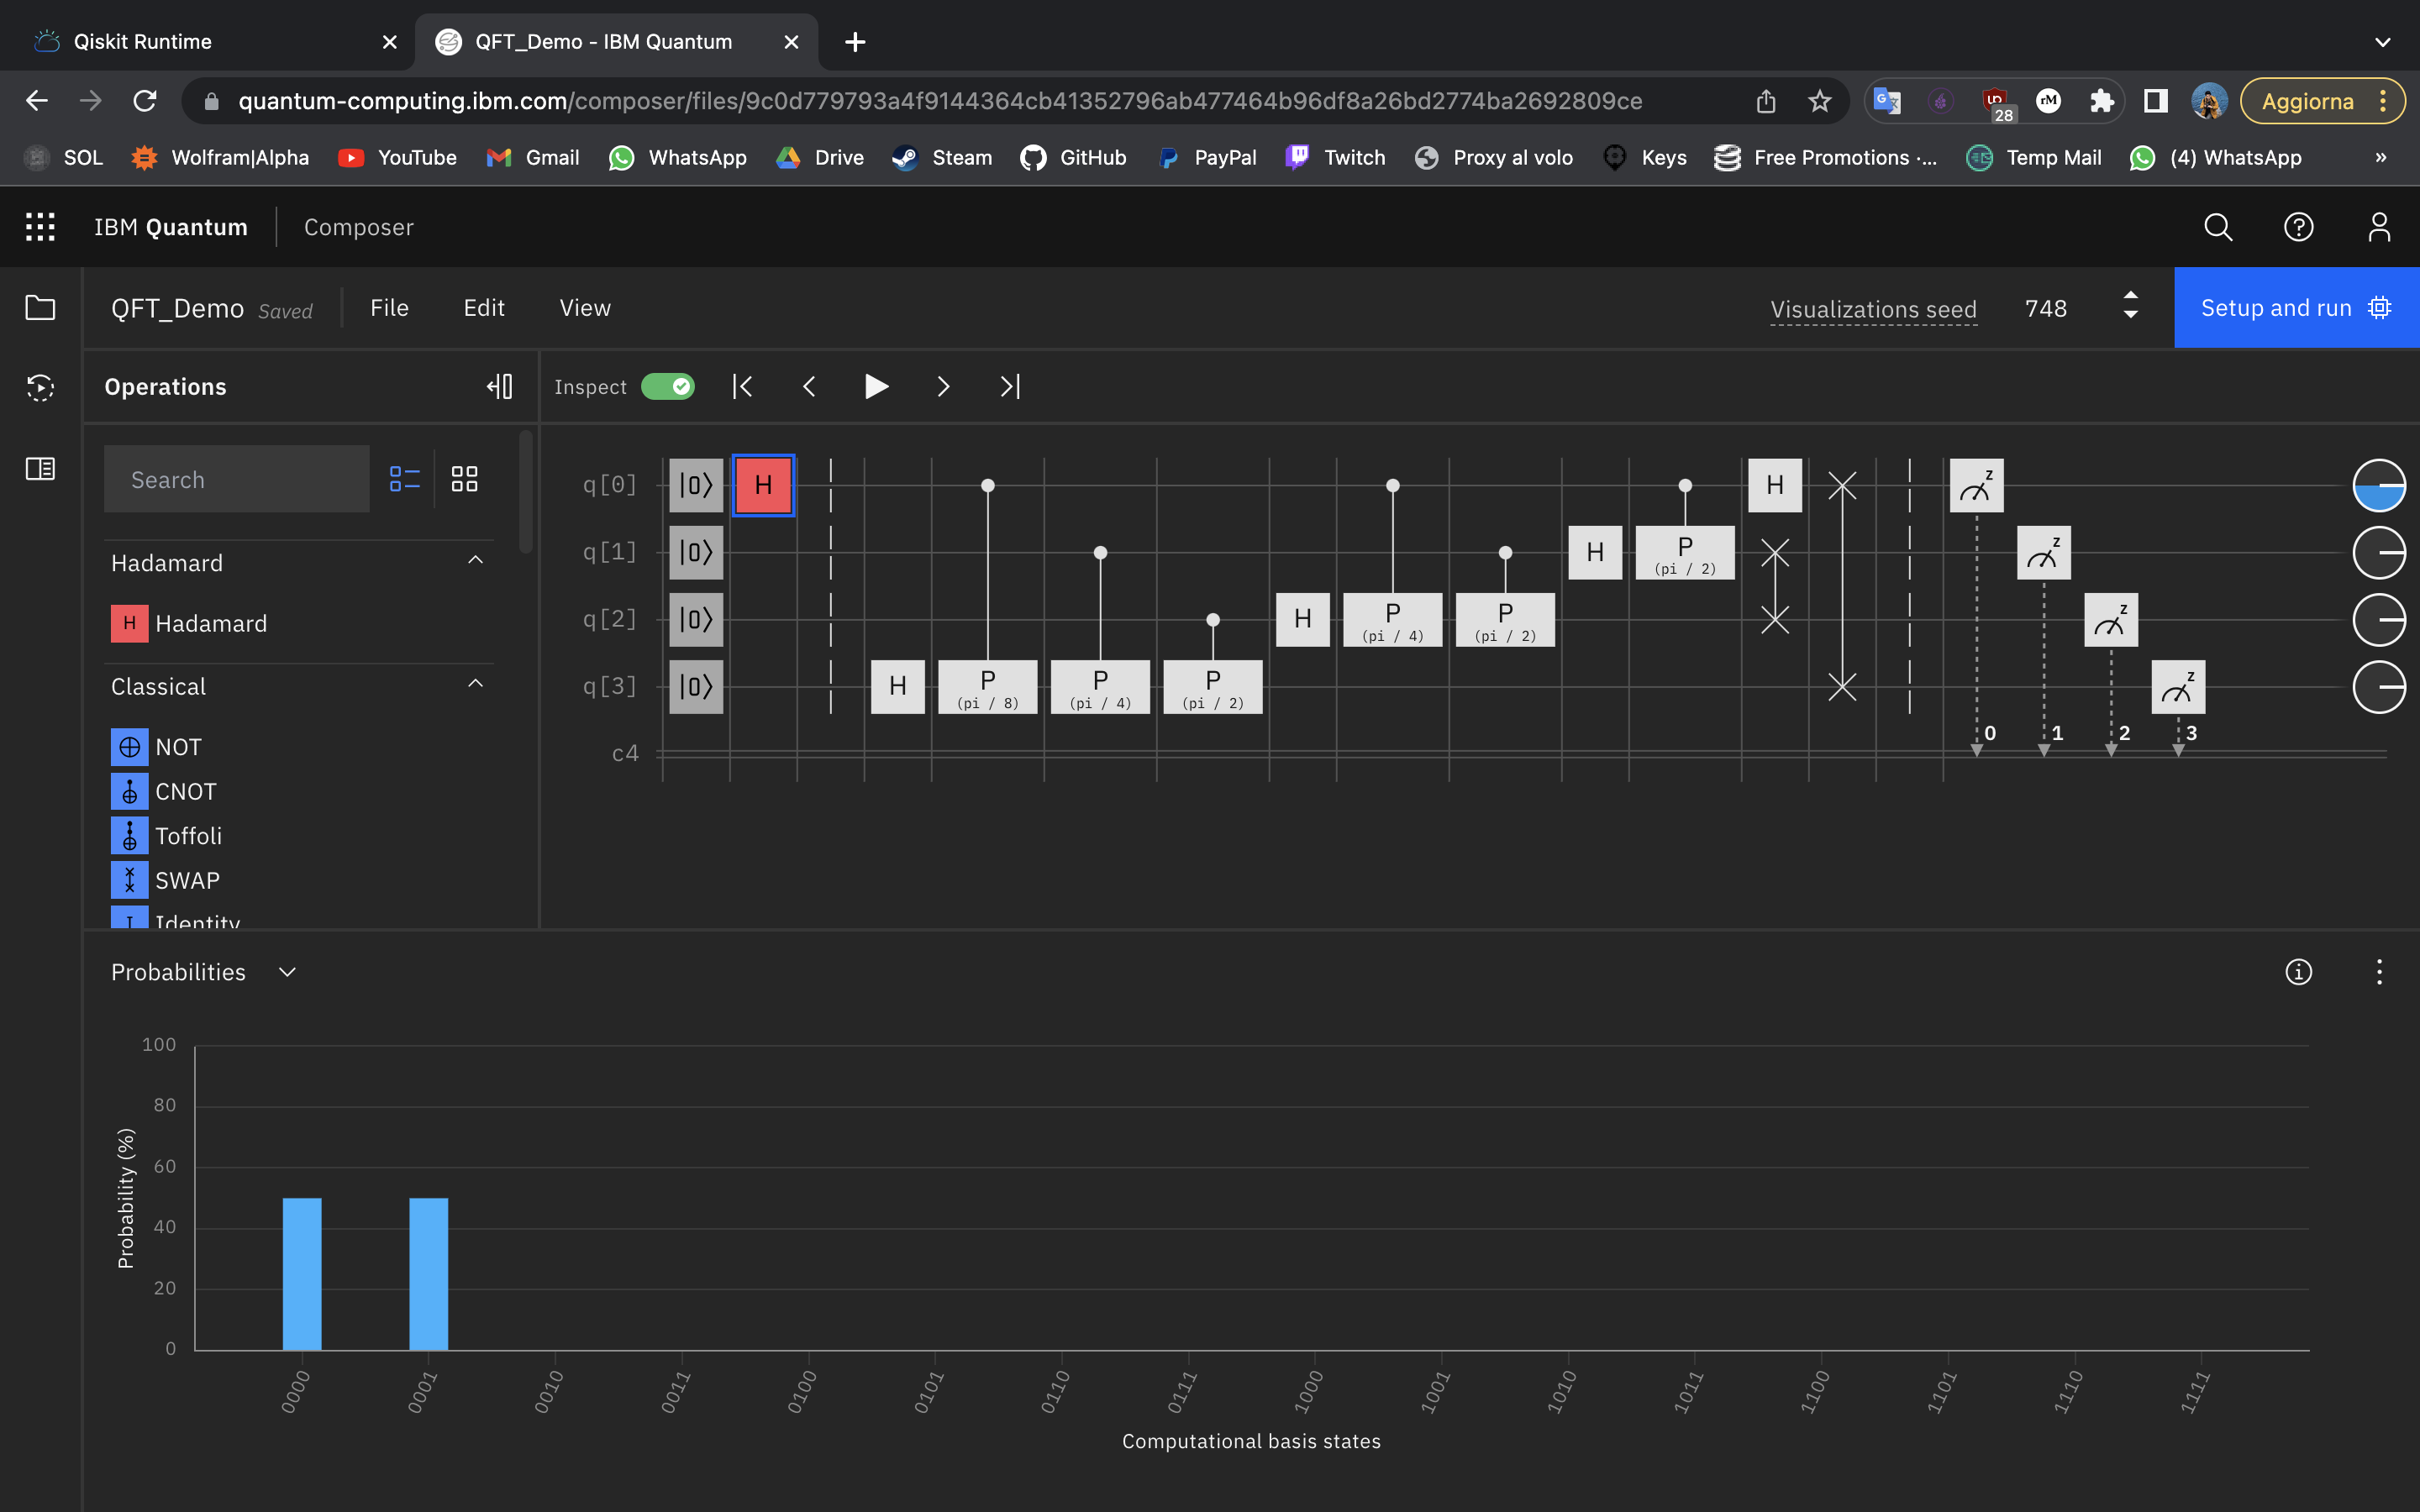 Qiskit Runtime
QFT_Demo - IBM Quantum
quantum-computing.ibm.com/composer/files/9c0d779793a4f9144364cb41352796ab477464b96df8a26bd2774ba2692809ce
28
rM
Aggiorna
SOL
Wolfram|Alpha
YouTube
Gmail
WhatsApp
Drive
Steam
GitHub
PayPal
Twitch
Proxy al volo
Keys
Free Promotions ·...
Temp Mail
(4) WhatsApp
»
IBM Quantum
Composer
QFT_Demo Saved
File
Edit
View
Visualizations seed
748
Setup and run
Operations
Inspect
Search
Hadamard
H Hadamard
Classical
NOT
CNOT
Toffoli
SWAP
I Identity
q[0] |0⟩ H H z
q[1] |0⟩ H P (pi / 2) z
q[2] |0⟩ H P (pi / 4) P (pi / 2) z
q[3] |0⟩ H P (pi / 8) P (pi / 4) P (pi / 2) z
0 1 2 3
c4
Probabilities
Probability (%)
100
80
60
40
20
0
0000 0001 0010 0011 0100 0101 0110 0111 1000 1001 1010 1011 1100 1101 1110 1111
Computational basis states